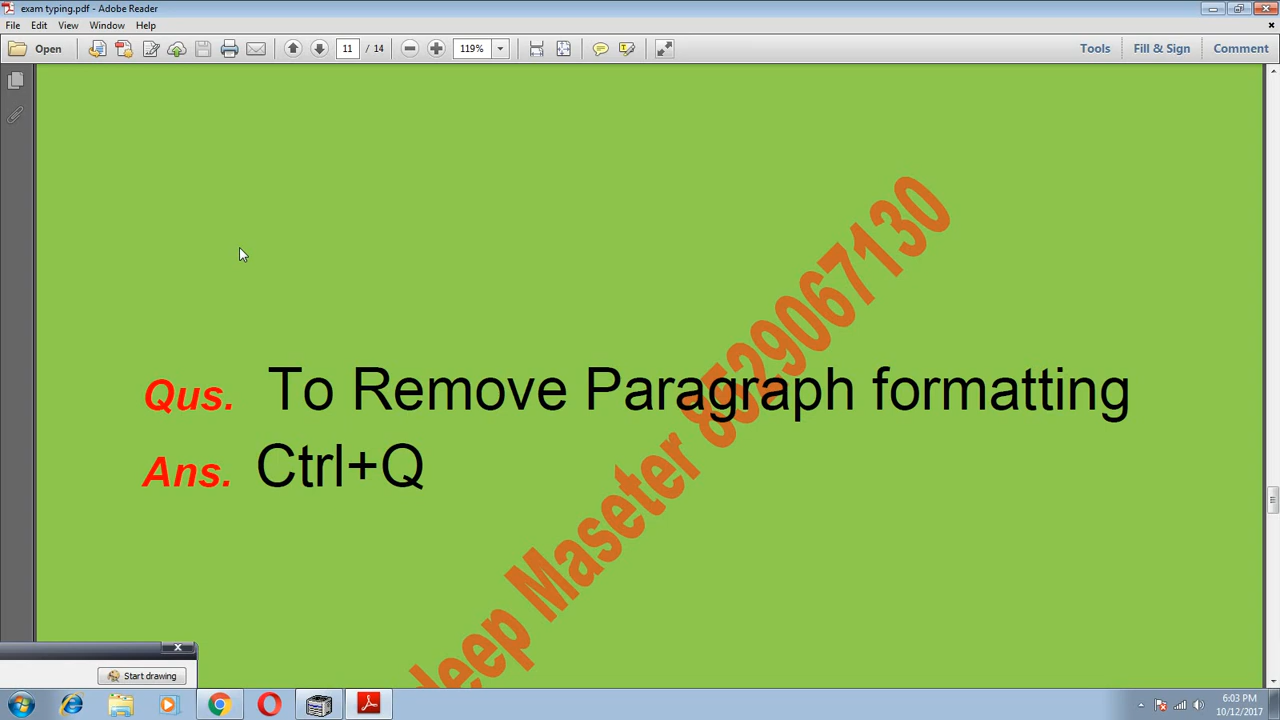 exam typing.pdf - Adobe Reader
File Edit View Window Help
Open 11 / 14 119% Tools Fill & Sign Comment
deep Maseter 8529067130
Qus. To Remove Paragraph formatting
Ans. Ctrl+Q
Start drawing
6:03 PM
10/12/2017